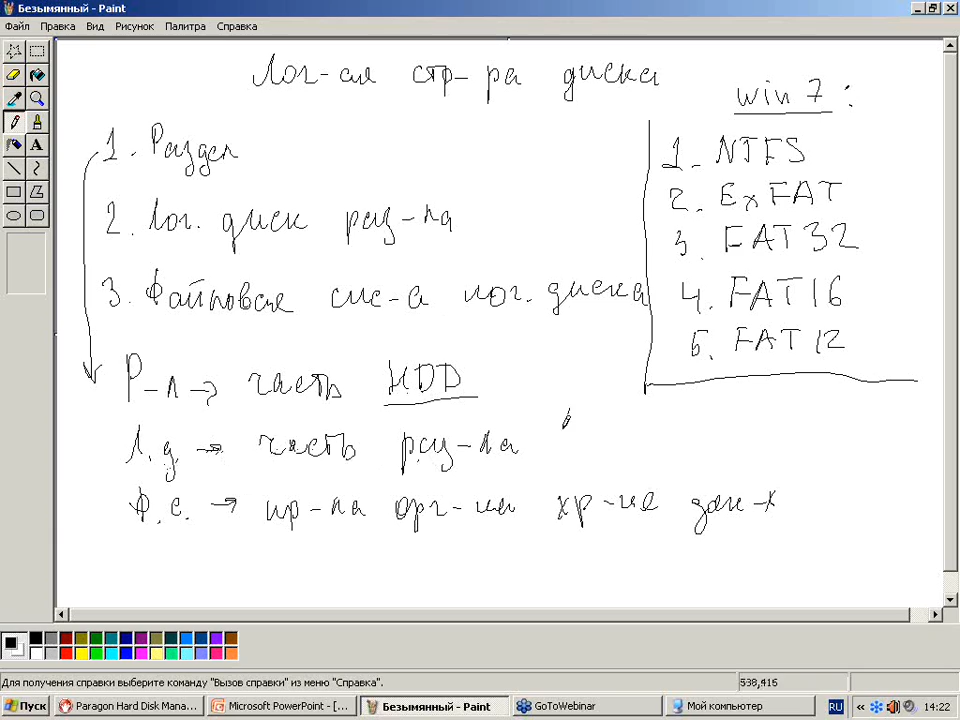 Безымянный - Paint
Файл Правка Вид Рисунок Палитра Справка
Лог-ая стр-ра диска
1. Раздел
2. Лог. диск раз-ла
3. Файловая сис-а лог. диска
Р-л → часть HDD
Л.д → часть раз-ла
Ф.с. → пр-ла орг-ии хр-ие дан-х
Win 7 :
1. NTFS
2. ExFAT
3. FAT32
4. FAT16
5. FAT 12
Для получения справки выберите команду "Вызов справки" из меню "Справка".
538,416
Пуск
Paragon Hard Disk Mana...
Microsoft PowerPoint - [...
Безымянный - Paint
GoToWebinar
Мой компьютер
RU
14:22